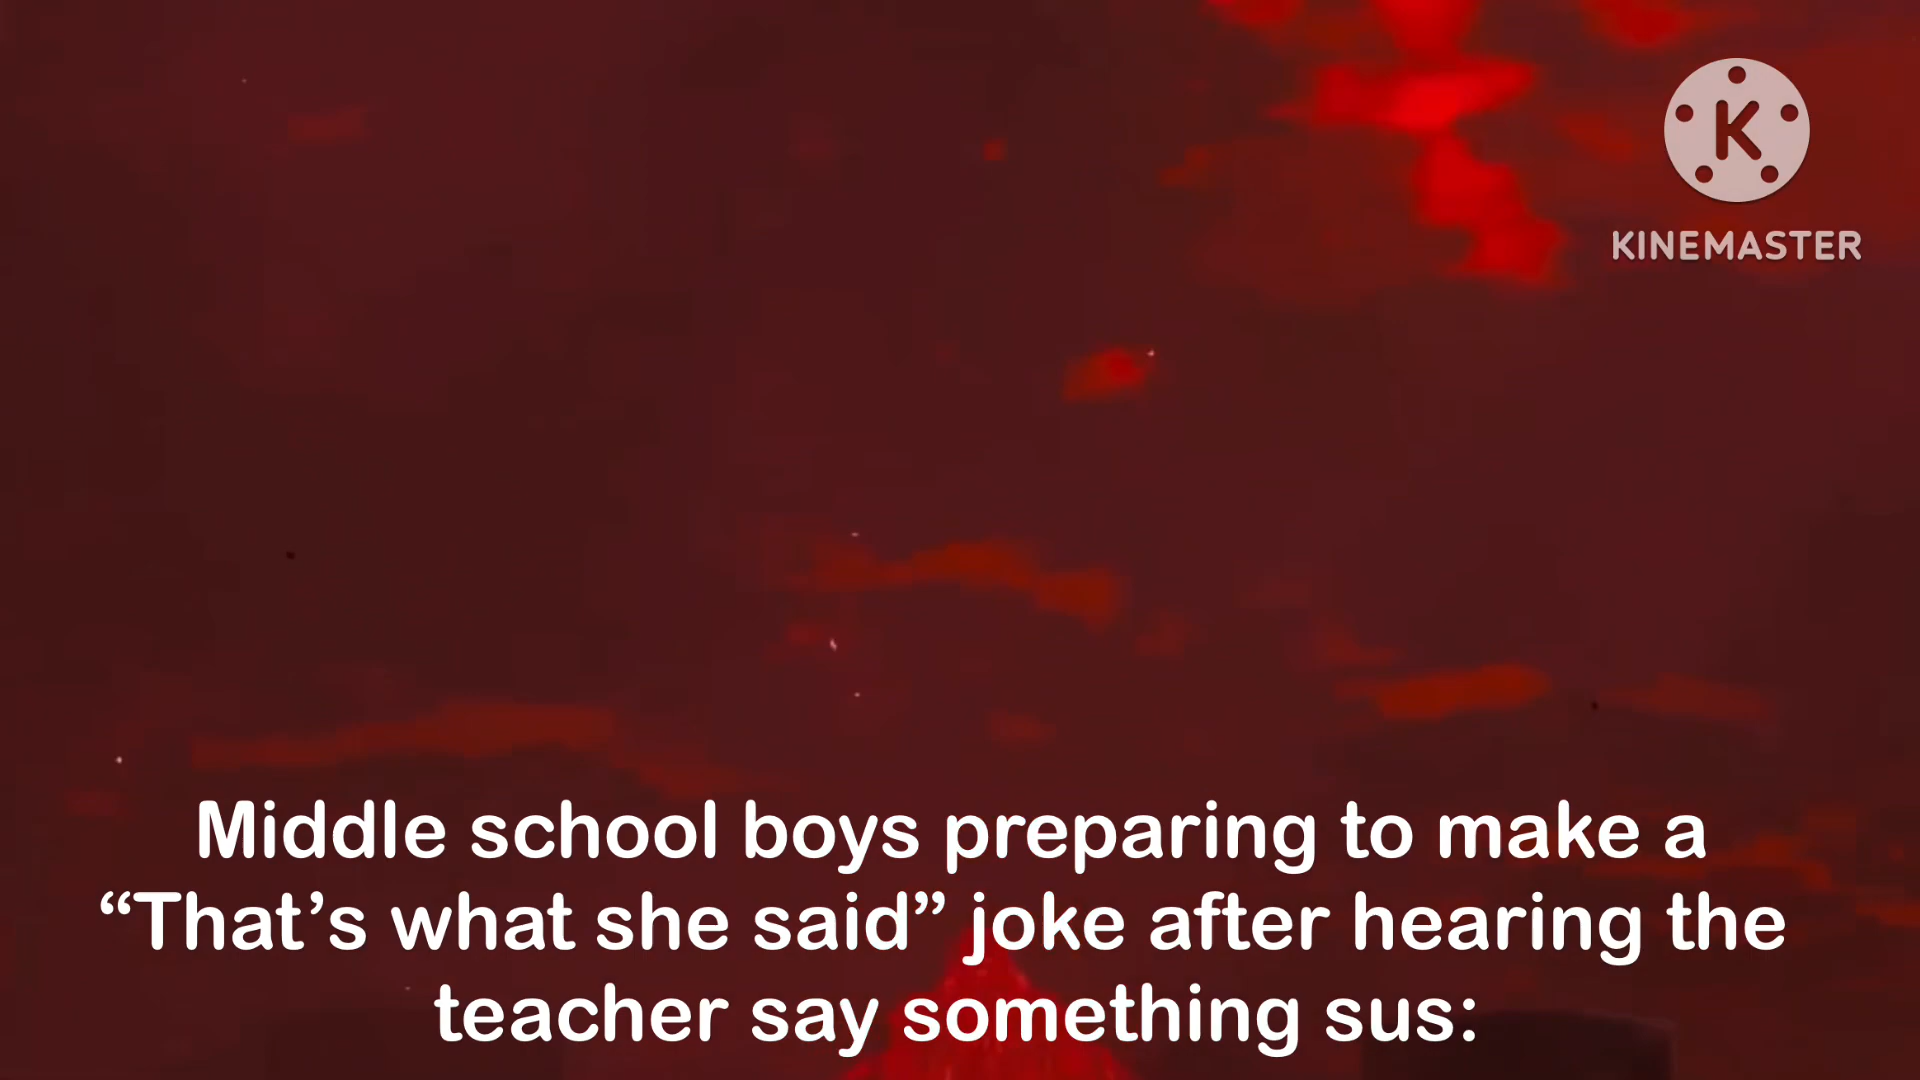 K
KINEMASTER
Middle school boys preparing to make a
“That’s what she said” joke after hearing the
teacher say something sus: